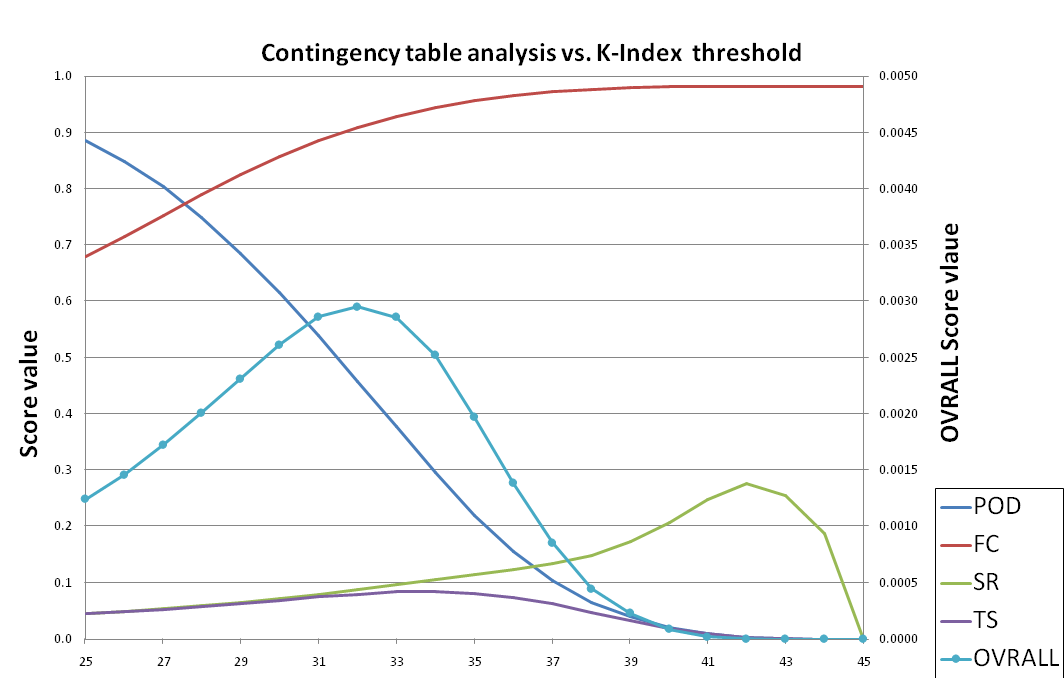 Contingency table analysis vs. K-Index threshold
1.0
0.9
0.8
0.7
0.6
0.5
0.4
0.3
0.2
0.1
0.0
Score value
0.0050
0.0045
0.0040
0.0035
0.0030
0.0025
0.0020
0.0015
0.0010
0.0005
0.0000
OVRALL Score vlaue
25 27 29 31 33 35 37 39 41 43 45
POD
FC
SR
TS
OVRALL